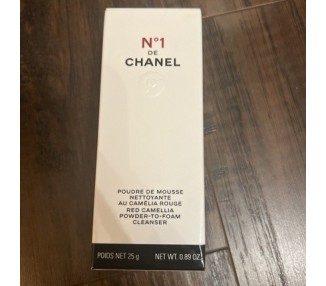 N°1
DE
CHANEL
POUDRE DE MOUSSE
NETTOYANTE
AU CAMÉLIA ROUGE
RED CAMELLIA
POWDER-TO-FOAM
CLEANSER
POIDS NET 25 g NET WT. 0.89 OZ.